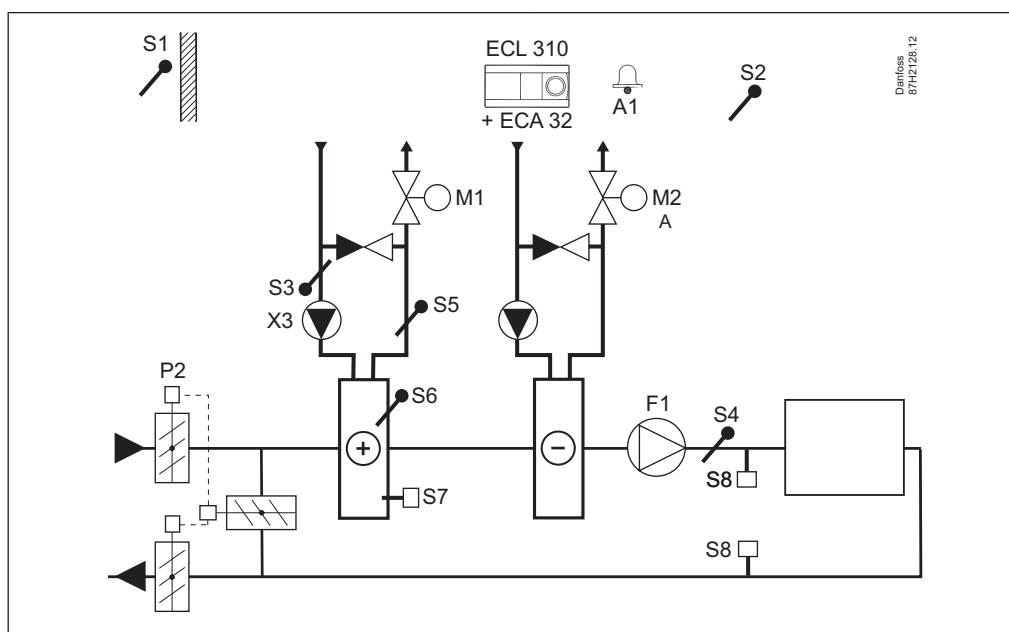 S1
ECL 310
+ ECA 32
A1
S2
Danfoss
87H2128.12
M1
M2
A
S3
X3
S5
P2
S6
F1
S4
+
−
S7
S8
S8